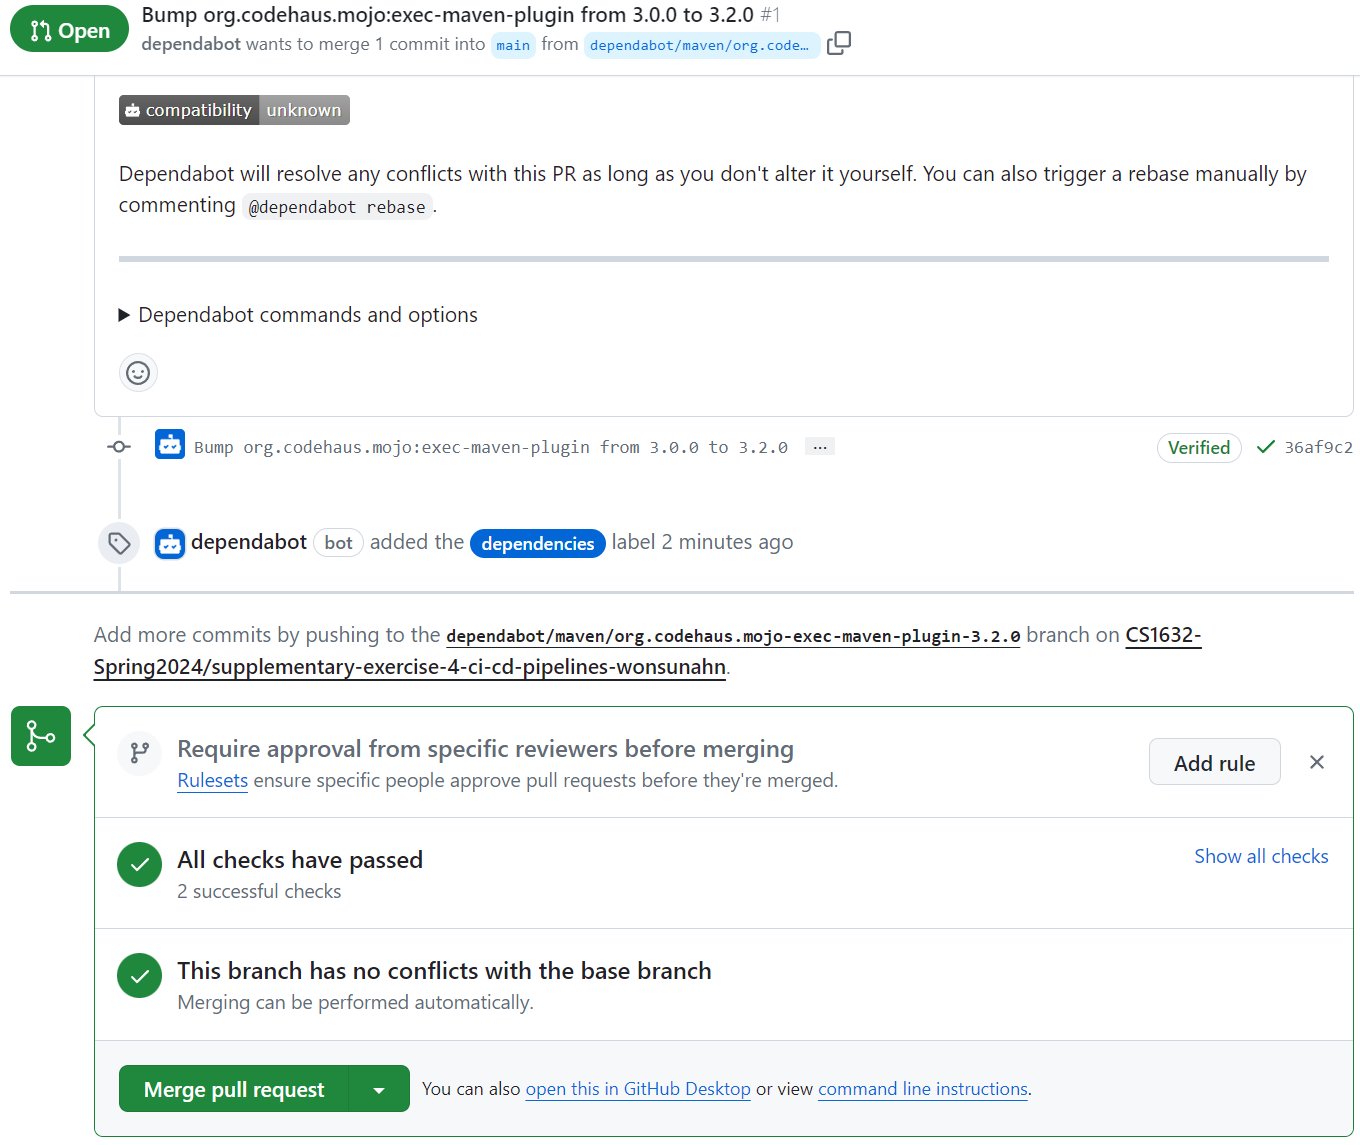 Open
Bump org.codehaus.mojo:exec-maven-plugin from 3.0.0 to 3.2.0 #1
dependabot wants to merge 1 commit into main from dependabot/maven/org.code…
compatibility unknown
Dependabot will resolve any conflicts with this PR as long as you don't alter it yourself. You can also trigger a rebase manually by
commenting @dependabot rebase.
Dependabot commands and options
Bump org.codehaus.mojo:exec-maven-plugin from 3.0.0 to 3.2.0 … Verified 36af9c2
dependabot bot added the dependencies label 2 minutes ago
Add more commits by pushing to the dependabot/maven/org.codehaus.mojo-exec-maven-plugin-3.2.0 branch on CS1632-
Spring2024/supplementary-exercise-4-ci-cd-pipelines-wonsunahn.
Require approval from specific reviewers before merging
Rulesets ensure specific people approve pull requests before they're merged.
Add rule
All checks have passed
2 successful checks
Show all checks
This branch has no conflicts with the base branch
Merging can be performed automatically.
Merge pull request
You can also open this in GitHub Desktop or view command line instructions.